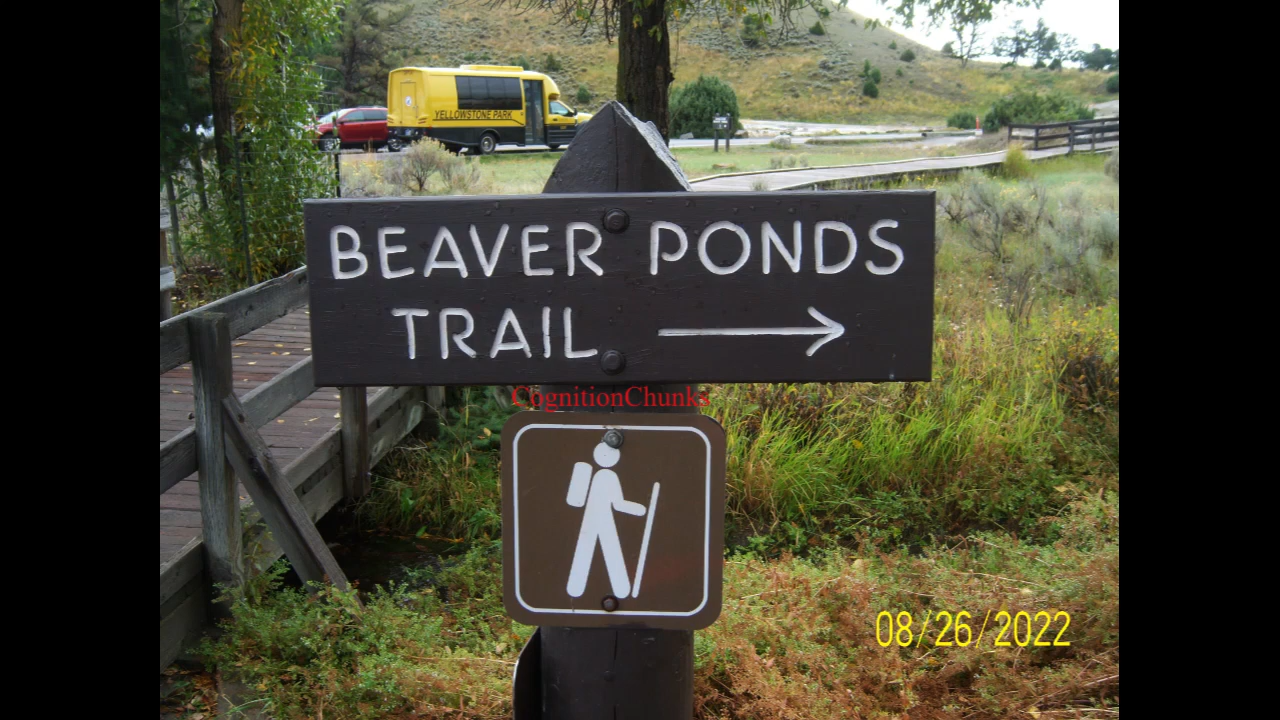 YELLOWSTONE PARK
BEAVER PONDS
TRAIL
CognitionChunks
08/26/2022